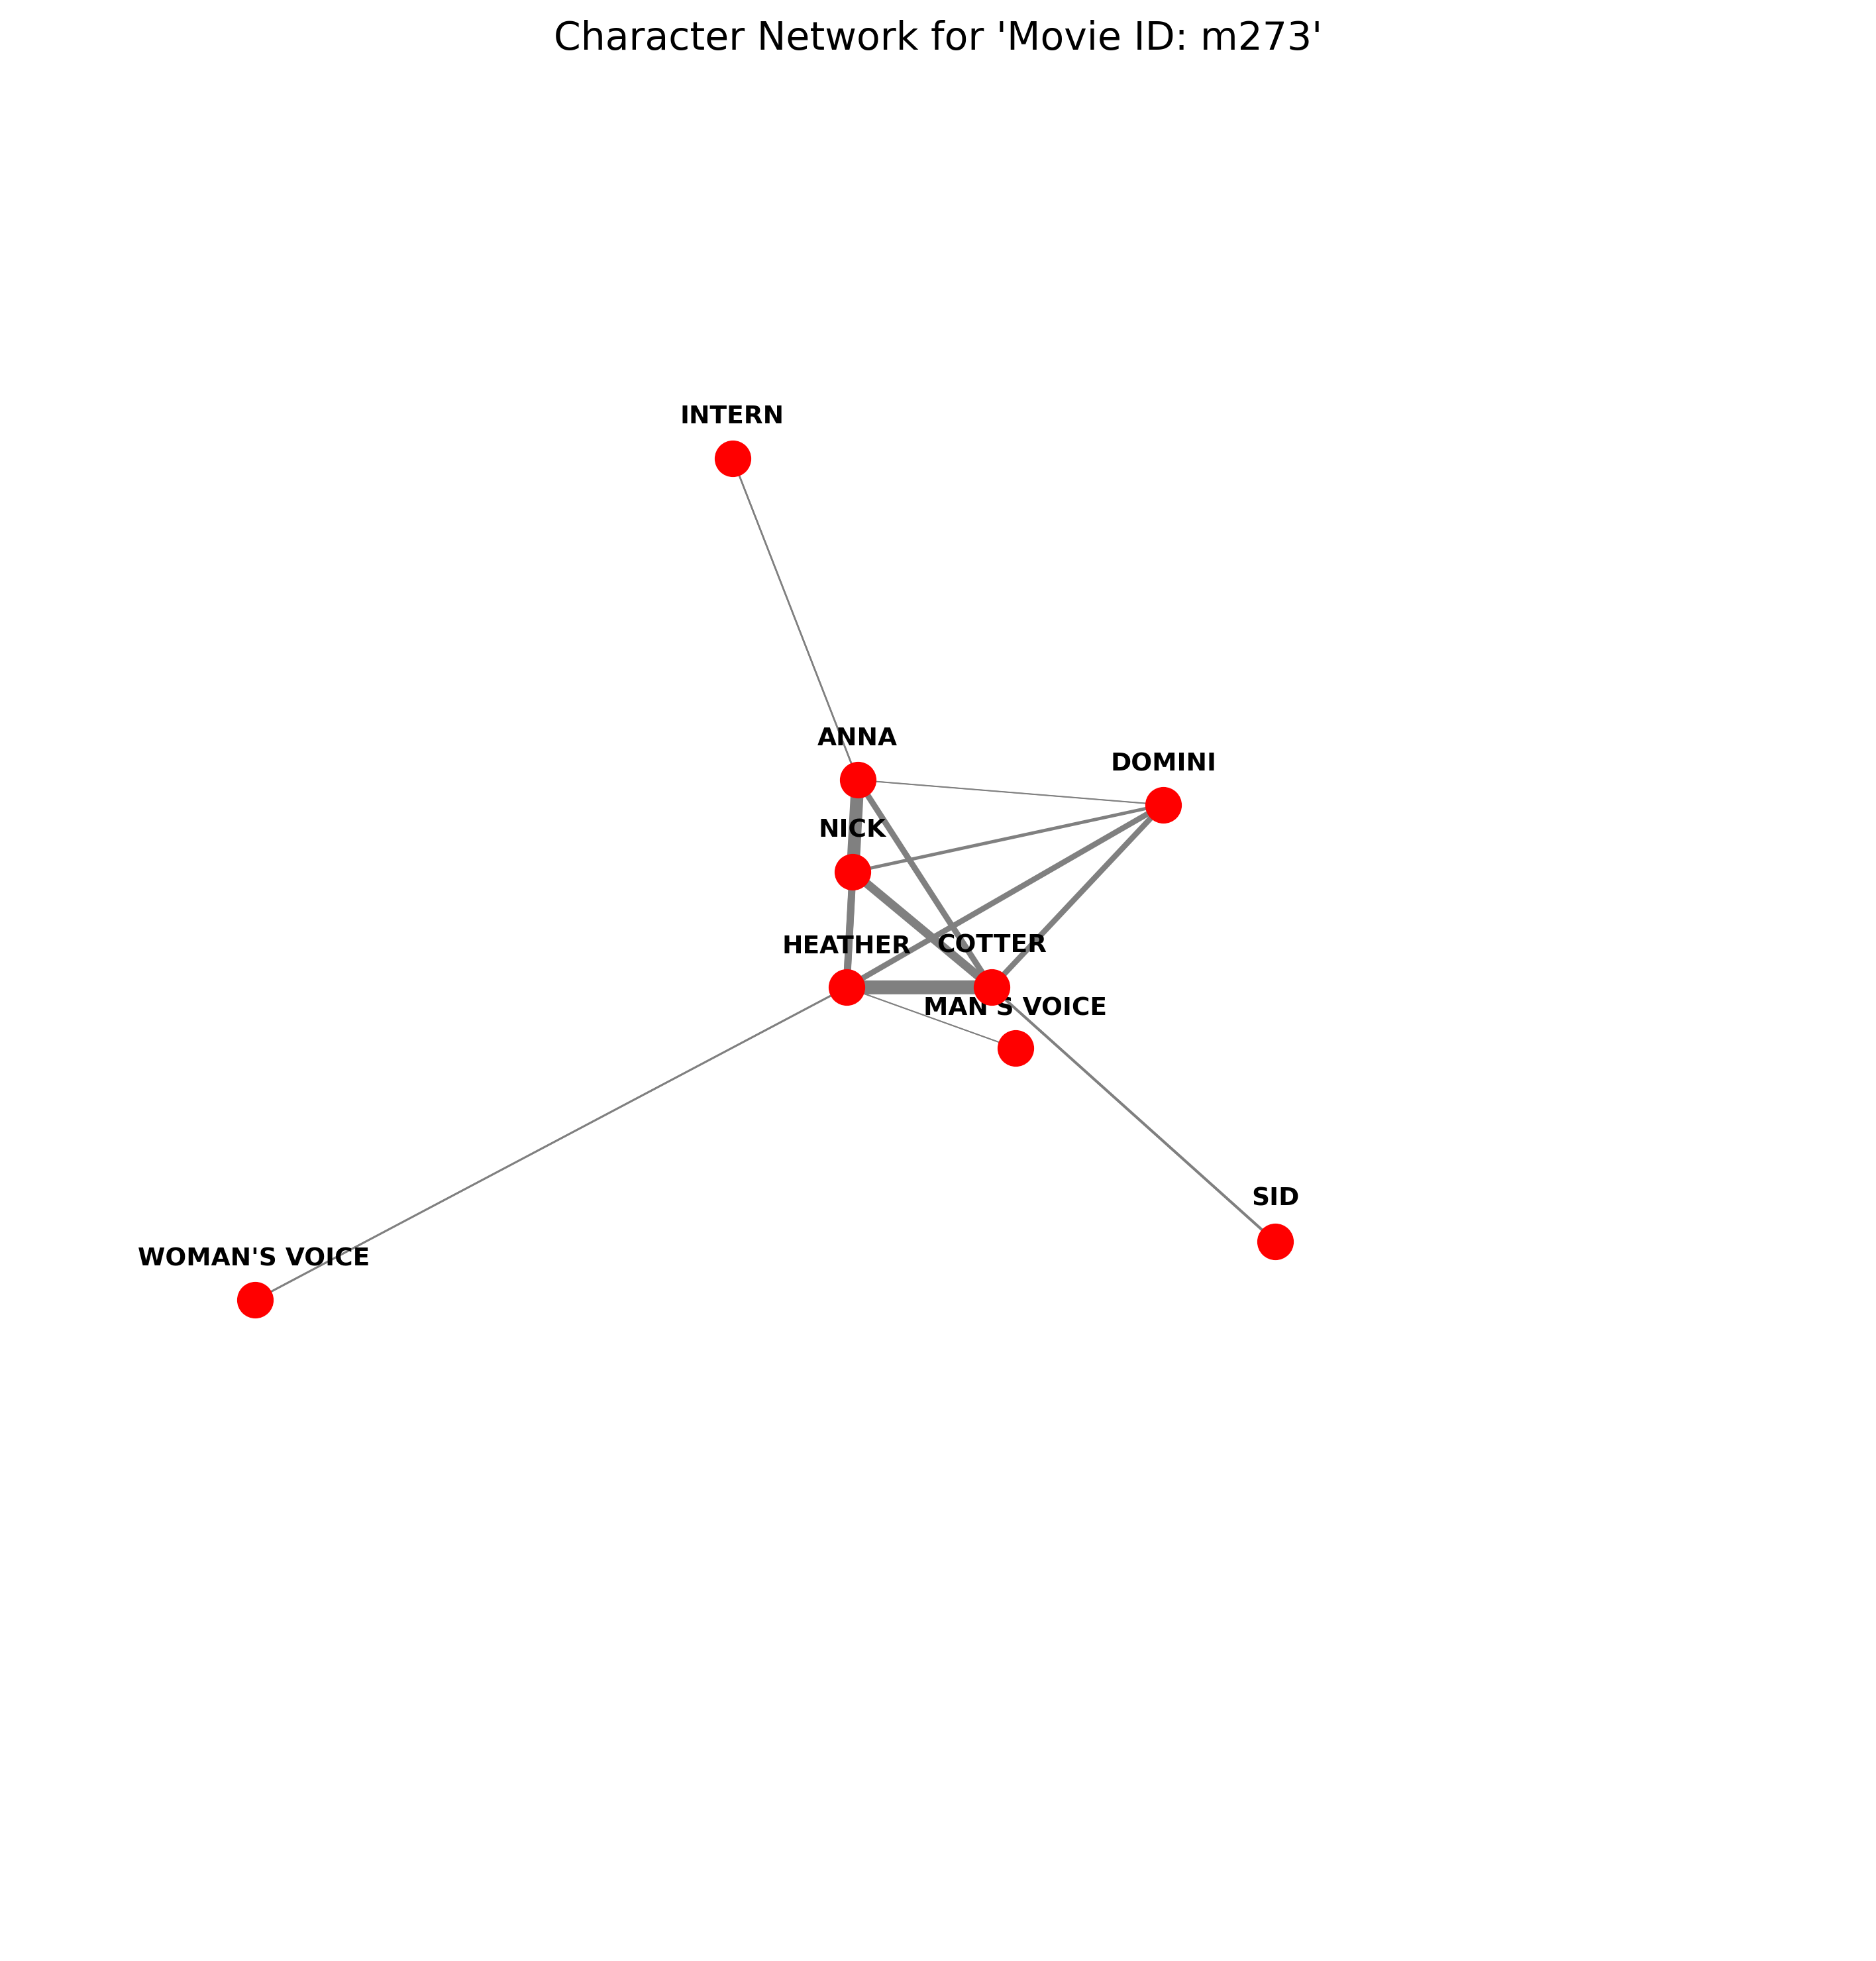 Character Network for 'Movie ID: m273'
INTERN
ANNA
DOMINI
NICK
HEATHER
COTTER
MAN'S VOICE
SID
WOMAN'S VOICE